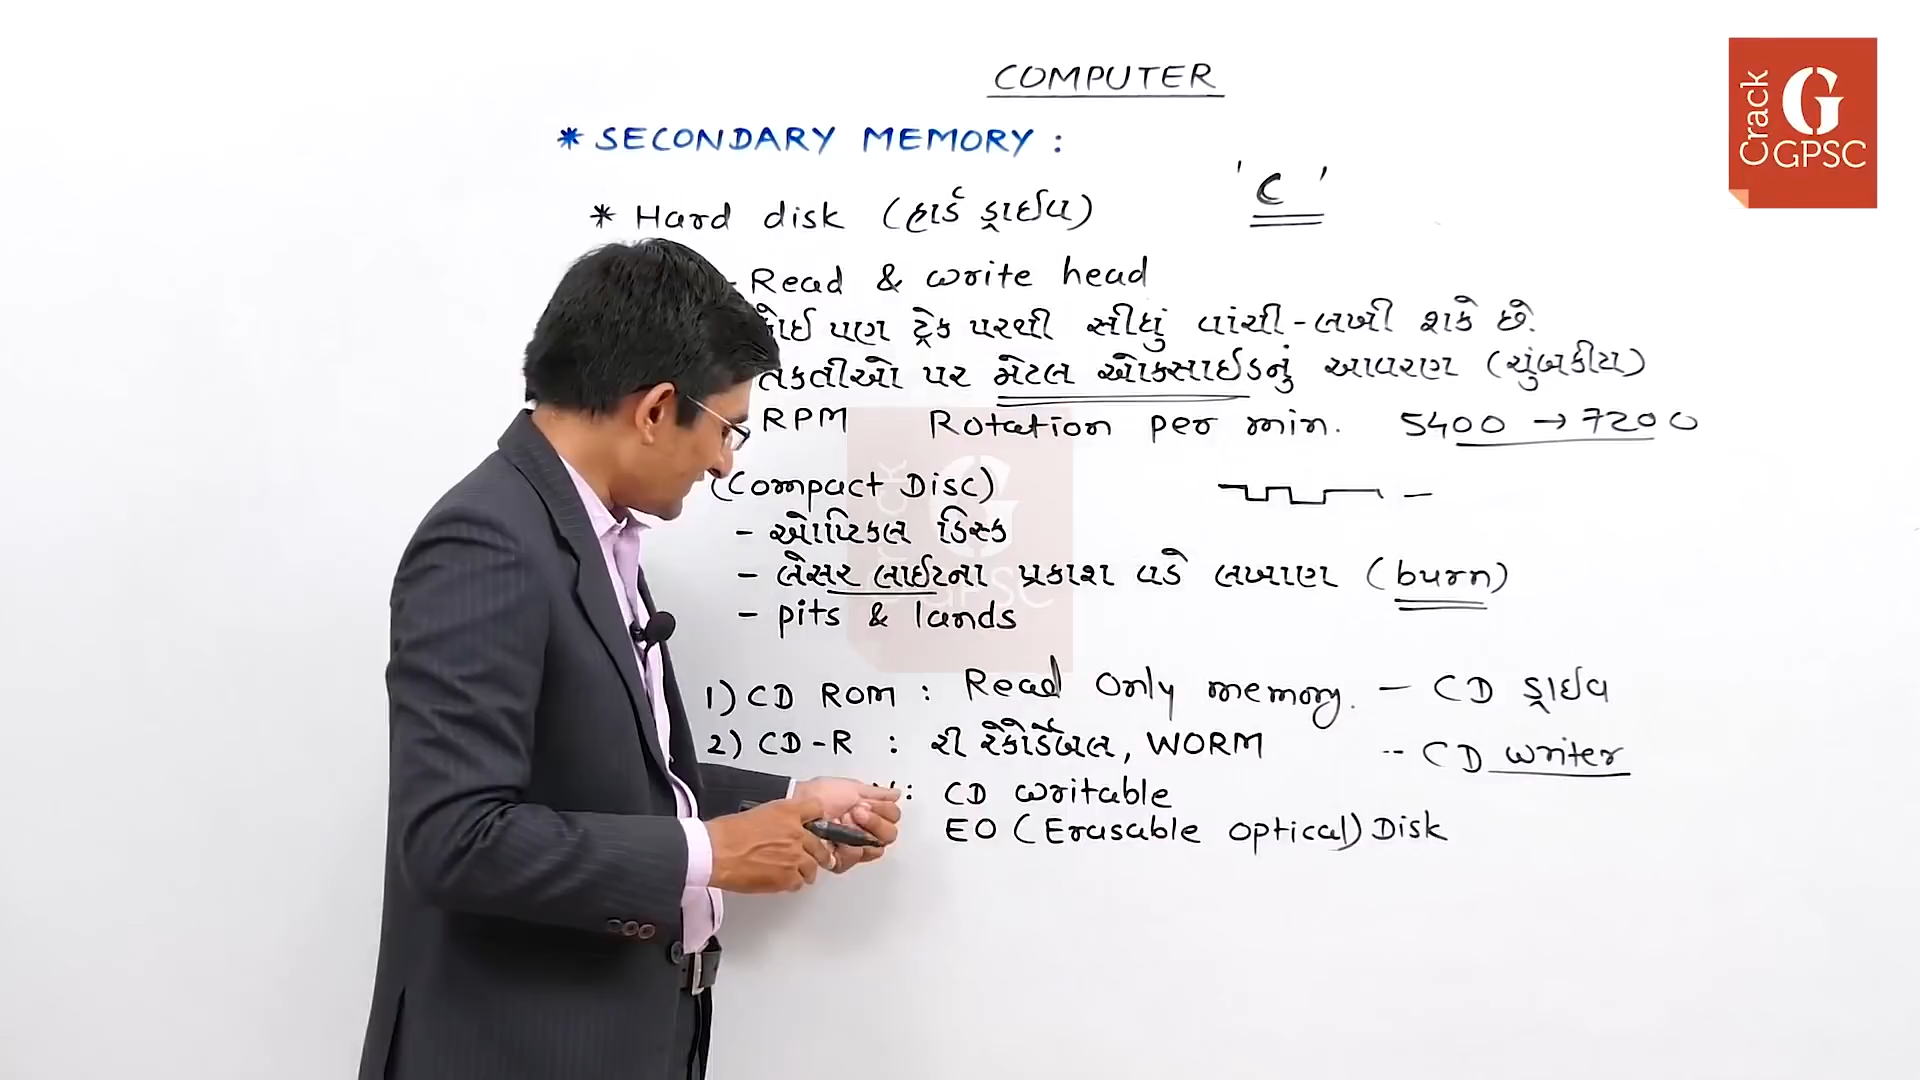 COMPUTER
* SECONDARY MEMORY :
'C'
* Hard disk (હાર્ડ ડ્રાઈવ)
- Read & write head
કોઈ પણ ટ્રેક પરથી સીધું વાંચી - લખી શકે છે.
તકતીઓ પર મેટલ ઓક્સાઈડનું આવરણ (ચુંબકીય)
RPM Rotation per min. 5400 → 7200
(Compact Disc)
- ઓપ્ટિકલ ડિસ્ક
- લેસર લાઈટના પ્રકાશ વડે લખાણ (burn)
- pits & lands
1) CD ROM : Read Only memory. - CD ડ્રાઈવ
2) CD-R : રી રેકોર્ડેબલ, WORM -- CD writer
: CD writable
EO (Erasable optical) Disk
Crack
GPSC